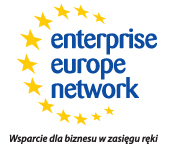 enterprise
europe
network
Wsparcie dla biznesu w zasięgu ręki